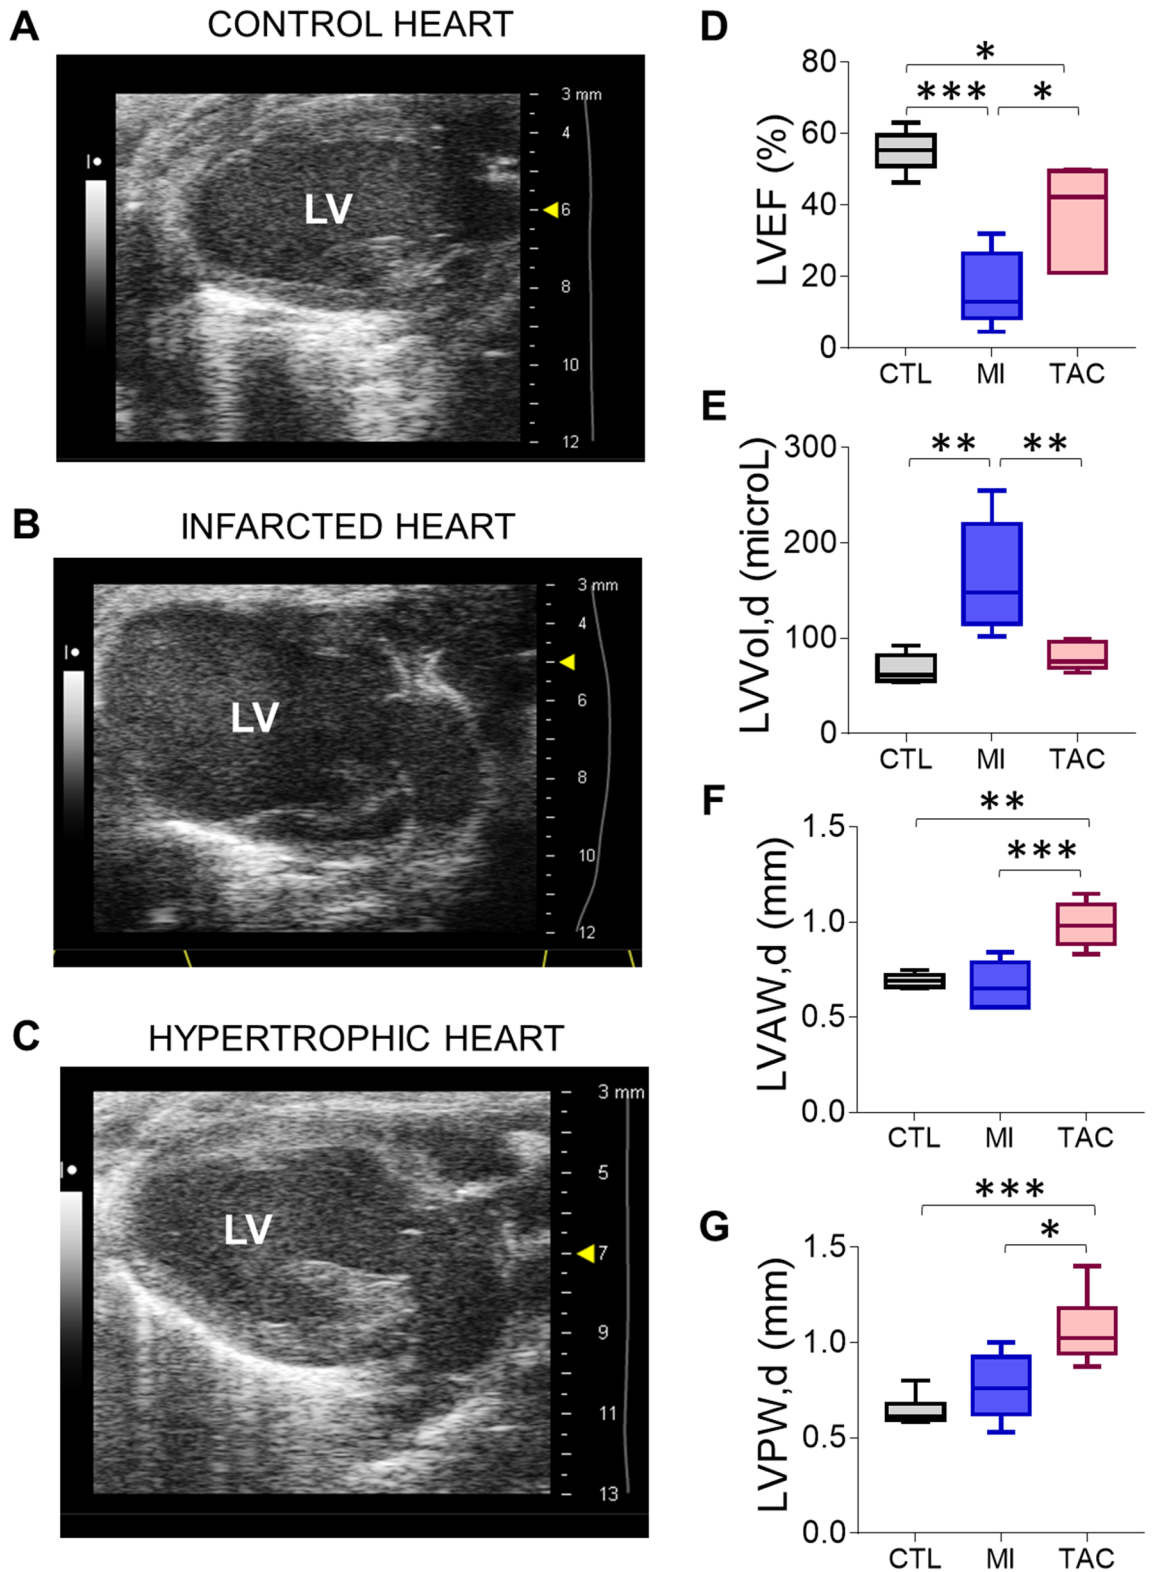 A
CONTROL HEART
3 mm
4
6
8
10
12
LV
B
INFARCTED HEART
3 mm
4
6
8
10
12
LV
C
HYPERTROPHIC HEART
3 mm
5
7
9
11
13
LV
D
LVEF (%)
80
60
40
20
0
*
*** *
CTL MI TAC
E
LVVol,d (microL)
300
200
100
0
** **
CTL MI TAC
F
LVAW,d (mm)
1.5
1.0
0.5
0.0
**
***
CTL MI TAC
G
LVPW,d (mm)
1.5
1.0
0.5
0.0
***
*
CTL MI TAC